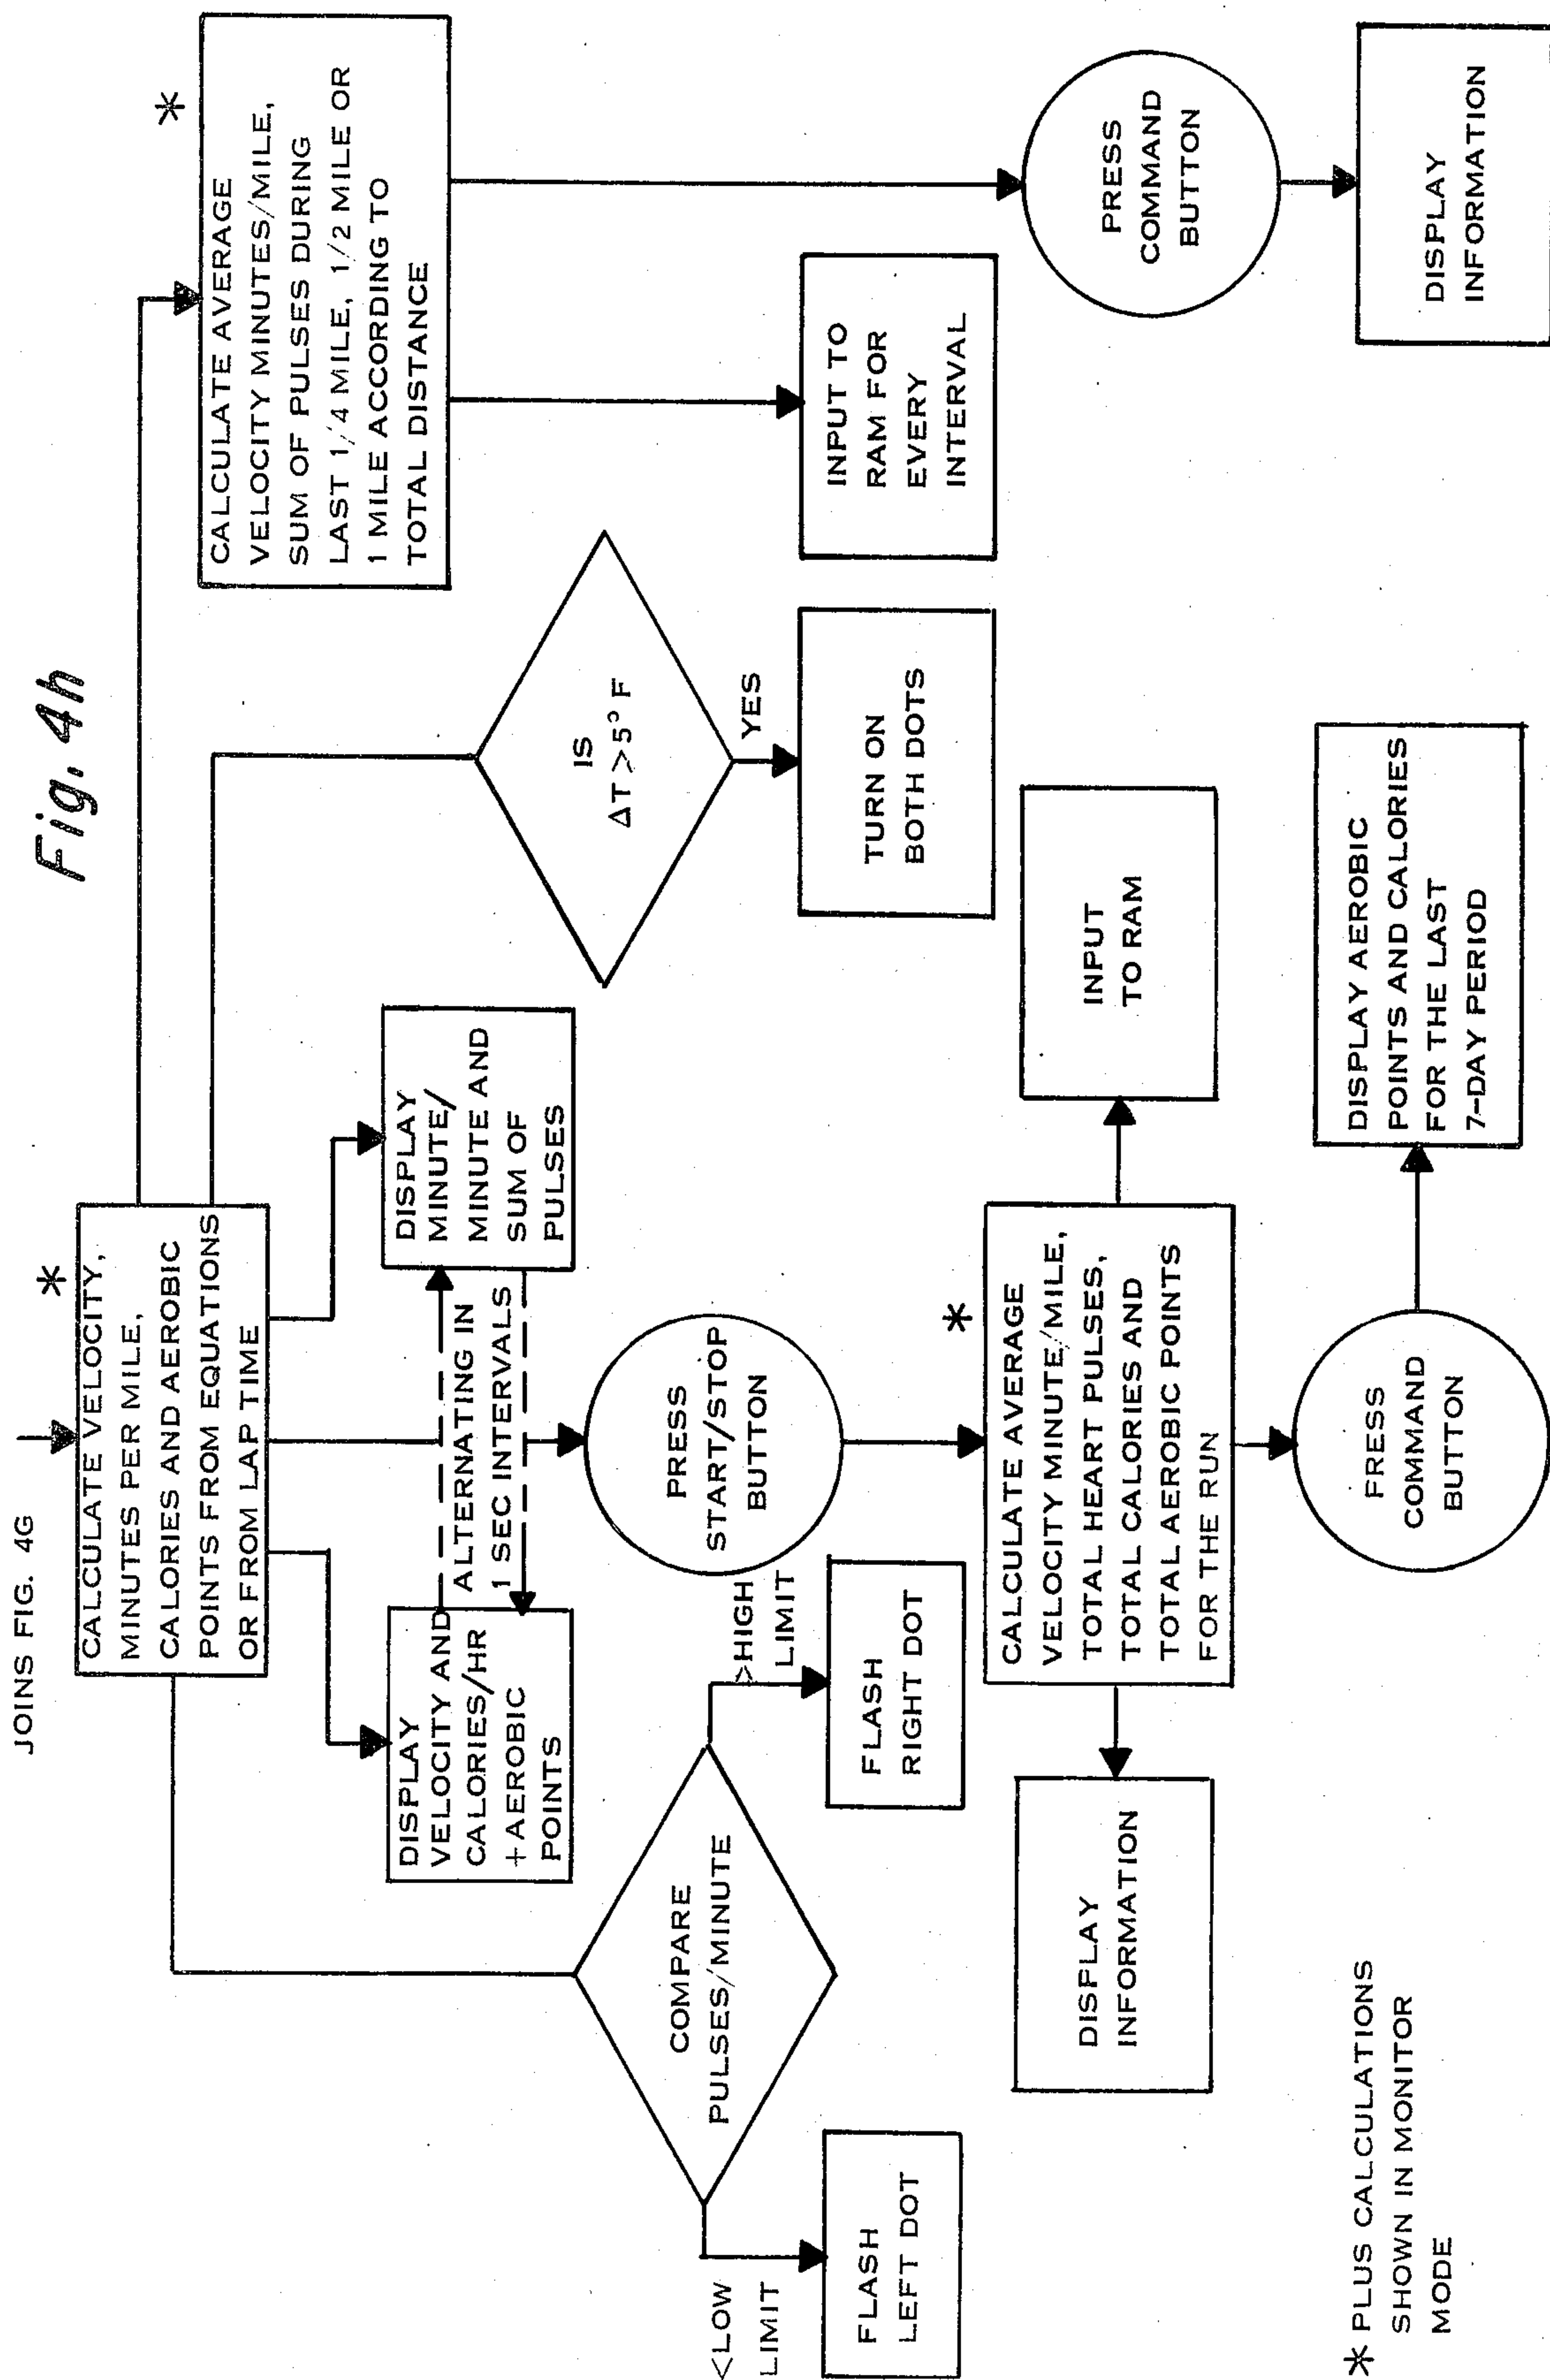 Fig. 4h
JOINS FIG. 4G
*
CALCULATE VELOCITY,
MINUTES PER MILE,
CALORIES AND AEROBIC
POINTS FROM EQUATIONS
OR FROM LAP TIME
*
CALCULATE AVERAGE
VELOCITY MINUTES/MILE,
SUM OF PULSES DURING
LAST 1/4 MILE, 1/2 MILE OR
1 MILE ACCORDING TO
TOTAL DISTANCE
DISPLAY
VELOCITY AND
CALORIES/HR
+AEROBIC
POINTS
ALTERNATING IN
1 SEC INTERVALS
DISPLAY
MINUTE/
MINUTE AND
SUM OF
PULSES
IS
ΔT>5° F
YES
TURN ON
BOTH DOTS
INPUT TO
RAM FOR
EVERY
INTERVAL
PRESS
COMMAND
BUTTON
DISPLAY
INFORMATION
COMPARE
PULSES/MINUTE
<LOW
LIMIT
FLASH
LEFT DOT
>HIGH
LIMIT
FLASH
RIGHT DOT
PRESS
START/STOP
BUTTON
*
CALCULATE AVERAGE
VELOCITY MINUTE/MILE,
TOTAL HEART PULSES,
TOTAL CALORIES AND
TOTAL AEROBIC POINTS
FOR THE RUN
DISPLAY
INFORMATION
INPUT
TO RAM
FRESS
COMMAND
BUTTON
DISPLAY AEROBIC
POINTS AND CALORIES
FOR THE LAST
7-DAY PERIOD
* PLUS CALCULATIONS
SHOWN IN MONITOR
MODE